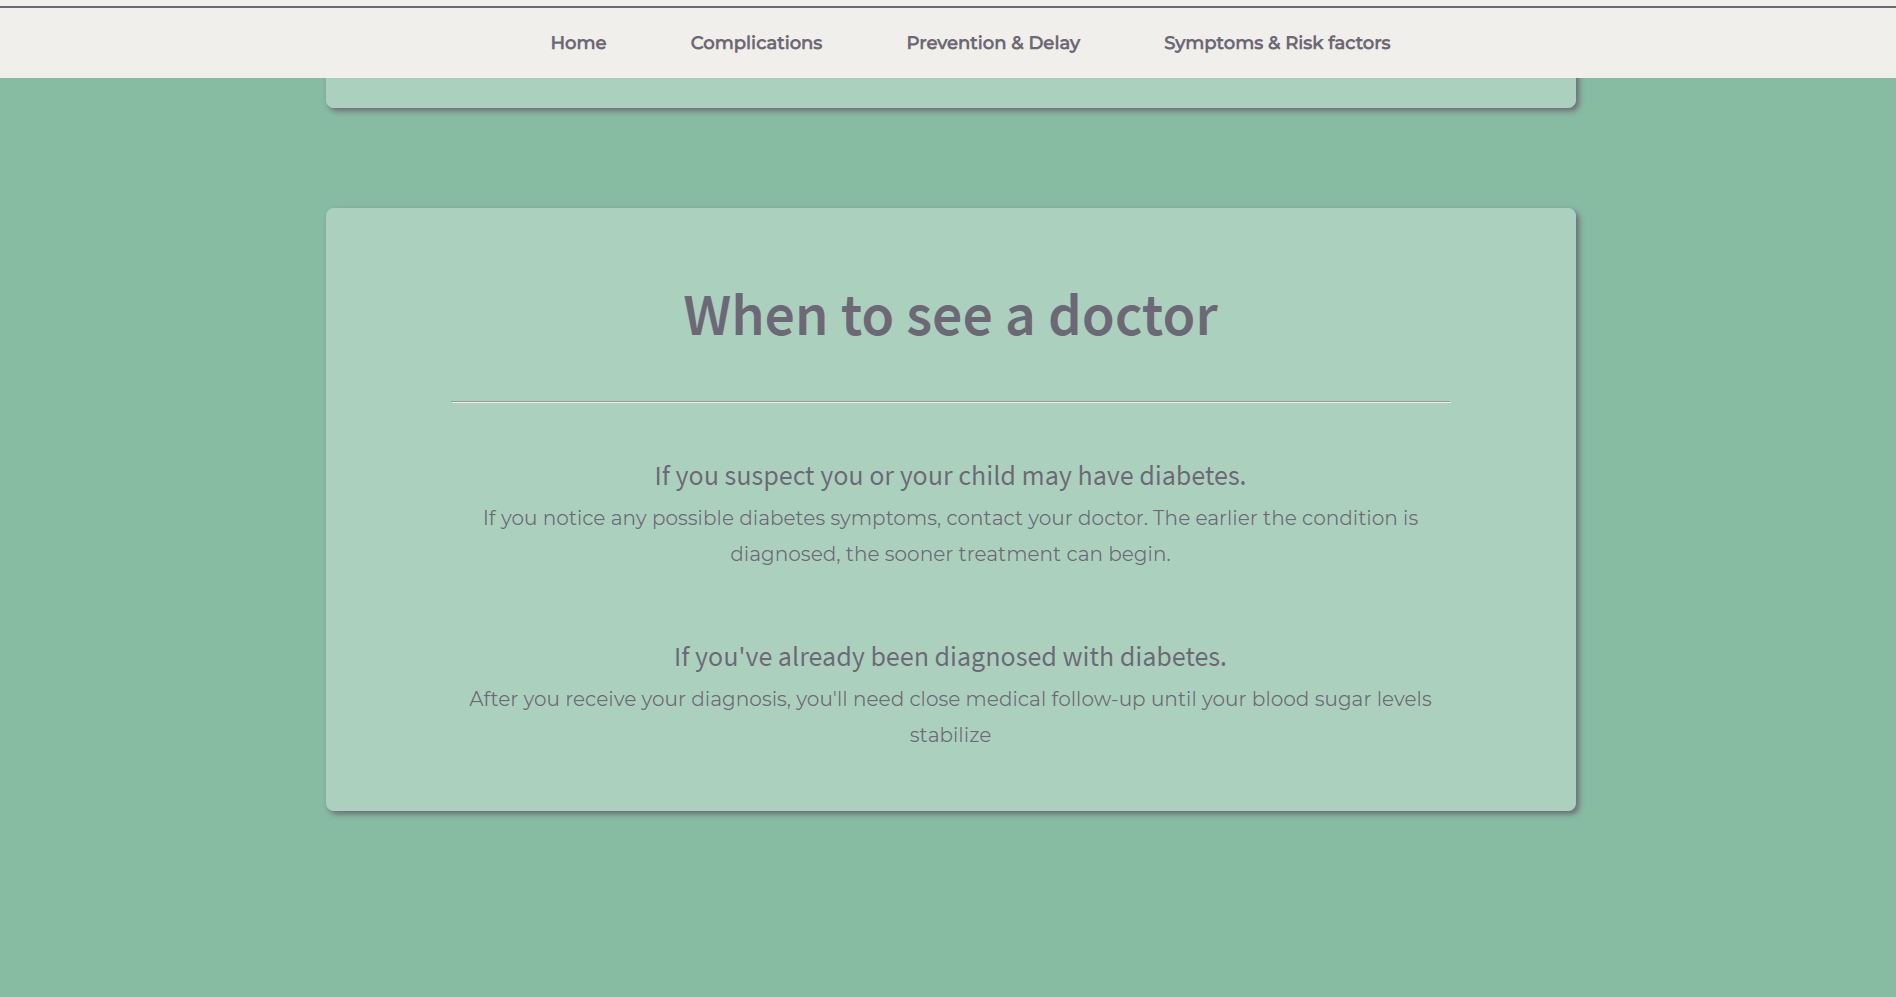 Home Complications Prevention & Delay Symptoms & Risk factors
When to see a doctor
If you suspect you or your child may have diabetes.
If you notice any possible diabetes symptoms, contact your doctor. The earlier the condition is
diagnosed, the sooner treatment can begin.
If you've already been diagnosed with diabetes.
After you receive your diagnosis, you'll need close medical follow-up until your blood sugar levels
stabilize